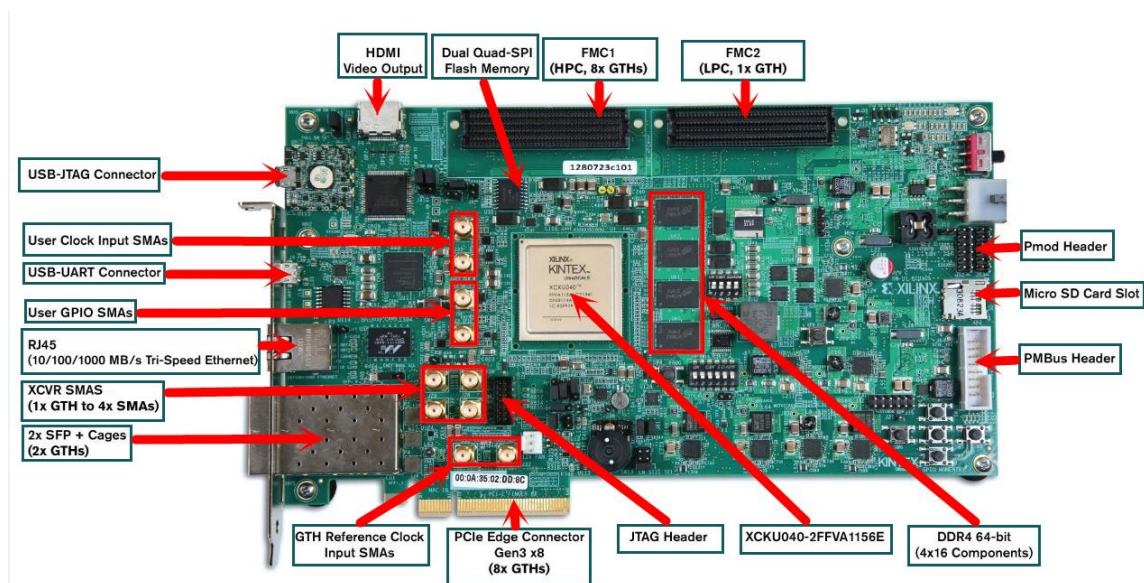 HDMI
Video Output
Dual Quad-SPI
Flash Memory
FMC1
(HPC, 8x GTHs)
FMC2
(LPC, 1x GTH)
1280723c101
USB-JTAG Connector
User Clock Input SMAs
USB-UART Connector
User GPIO SMAs
RJ45
(10/100/1000 MB/s Tri-Speed Ethernet)
XCVR SMAS
(1x GTH to 4x SMAs)
2x SFP + Cages
(2x GTHs)
XILINX
KINTEX
UltraSCALE
XCKU040
XILINX
Pmod Header
Micro SD Card Slot
PMBus Header
KINTEX
00:0A:35:02:DD:8C
GTH Reference Clock
Input SMAs
PCIe Edge Connector
Gen3 x8
(8x GTHs)
JTAG Header
XCKU040-2FFVA1156E
DDR4 64-bit
(4x16 Components)